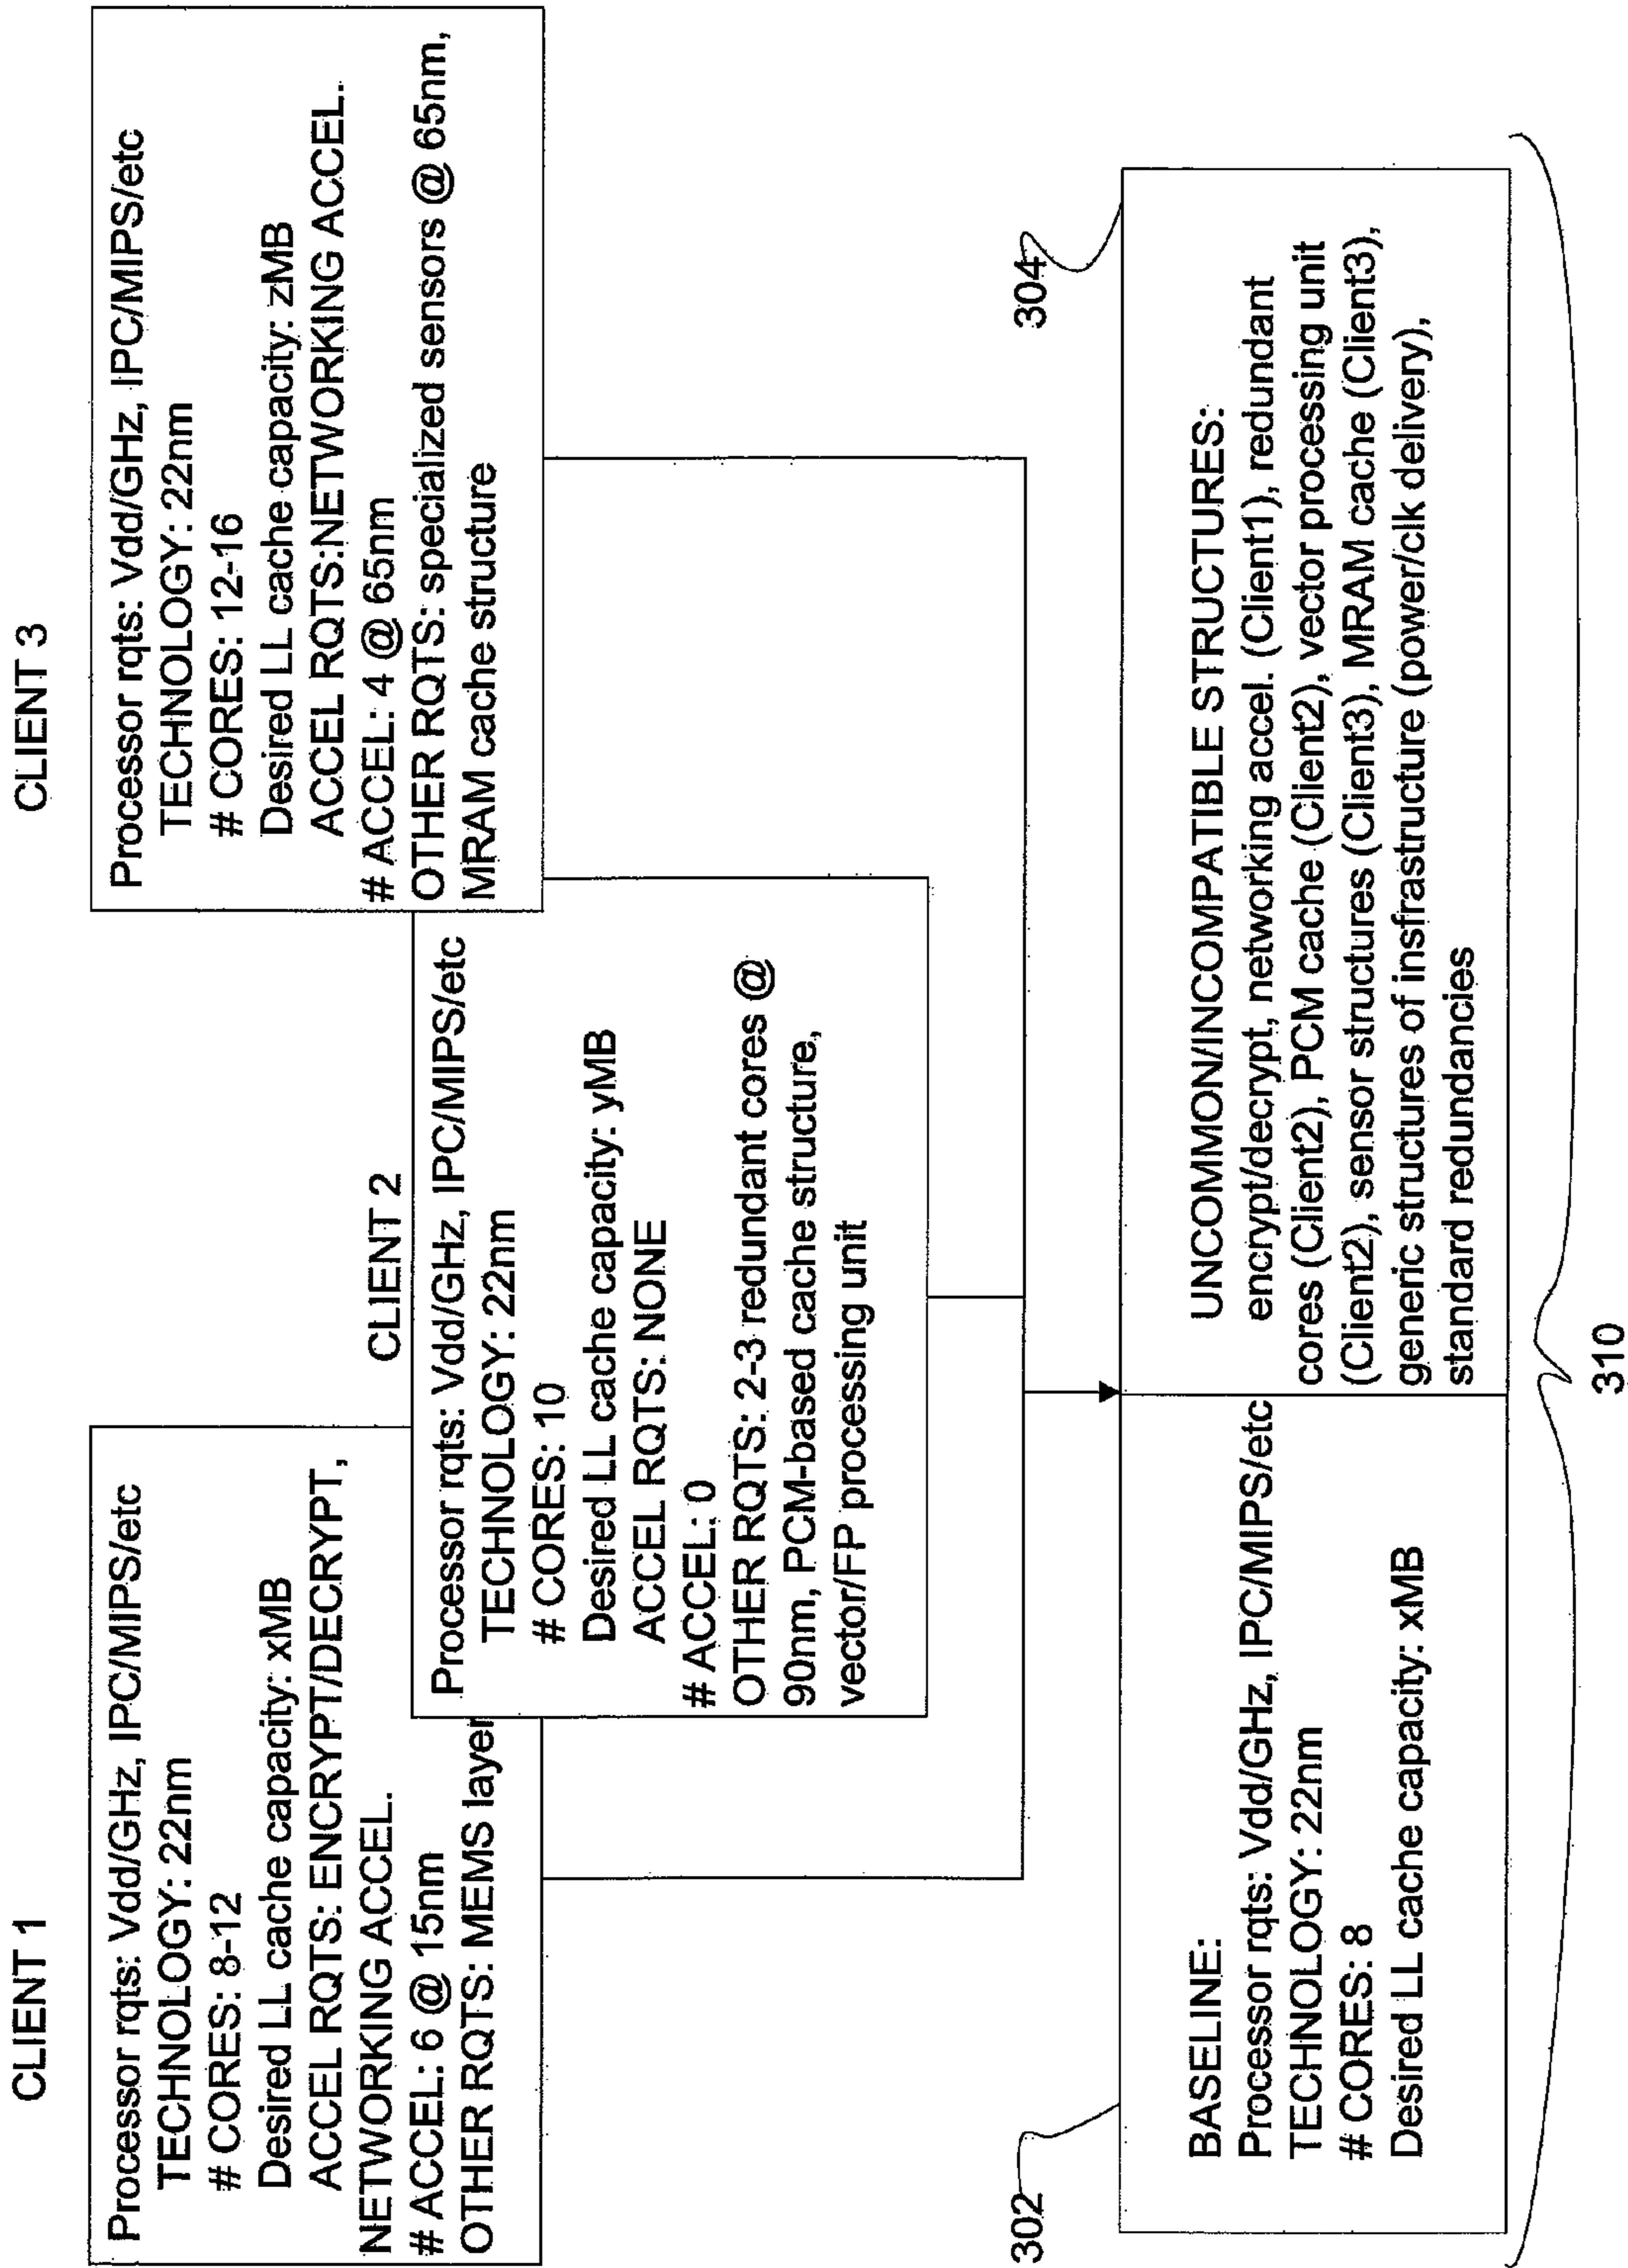 CLIENT 1
Processor rqts: Vdd/GHz, IPC/MIPS/etc
TECHNOLOGY: 22nm
# CORES: 8-12
Desired LL cache capacity: xMB
ACCEL RQTS: ENCRYPT/DECRYPT,
NETWORKING ACCEL.
# ACCEL: 6 @ 15nm
OTHER RQTS: MEMS layer
CLIENT 2
Processor rqts: Vdd/GHz, IPC/MIPS/etc
TECHNOLOGY: 22nm
# CORES: 10
Desired LL cache capacity: yMB
ACCEL RQTS: NONE
# ACCEL: 0
OTHER RQTS: 2-3 redundant cores @
90nm, PCM-based cache structure,
vector/FP processing unit
CLIENT 3
Processor rqts: Vdd/GHz, IPC/MIPS/etc
TECHNOLOGY: 22nm
# CORES: 12-16
Desired LL cache capacity: zMB
ACCEL RQTS:NETWORKING ACCEL.
# ACCEL: 4 @ 65nm
OTHER RQTS: specialized sensors @ 65nm,
MRAM cache structure
302
BASELINE:
Processor rqts: Vdd/GHz, IPC/MIPS/etc
TECHNOLOGY: 22nm
# CORES: 8
Desired LL cache capacity: xMB
304
UNCOMMON/INCOMPATIBLE STRUCTURES:
encrypt/decrypt, networking accel. (Client1), redundant
cores (Client2), PCM cache (Client2), vector processing unit
(Client2), sensor structures (Client3), MRAM cache (Client3),
generic structures of insfrastructure (power/clk delivery),
standard redundancies
310